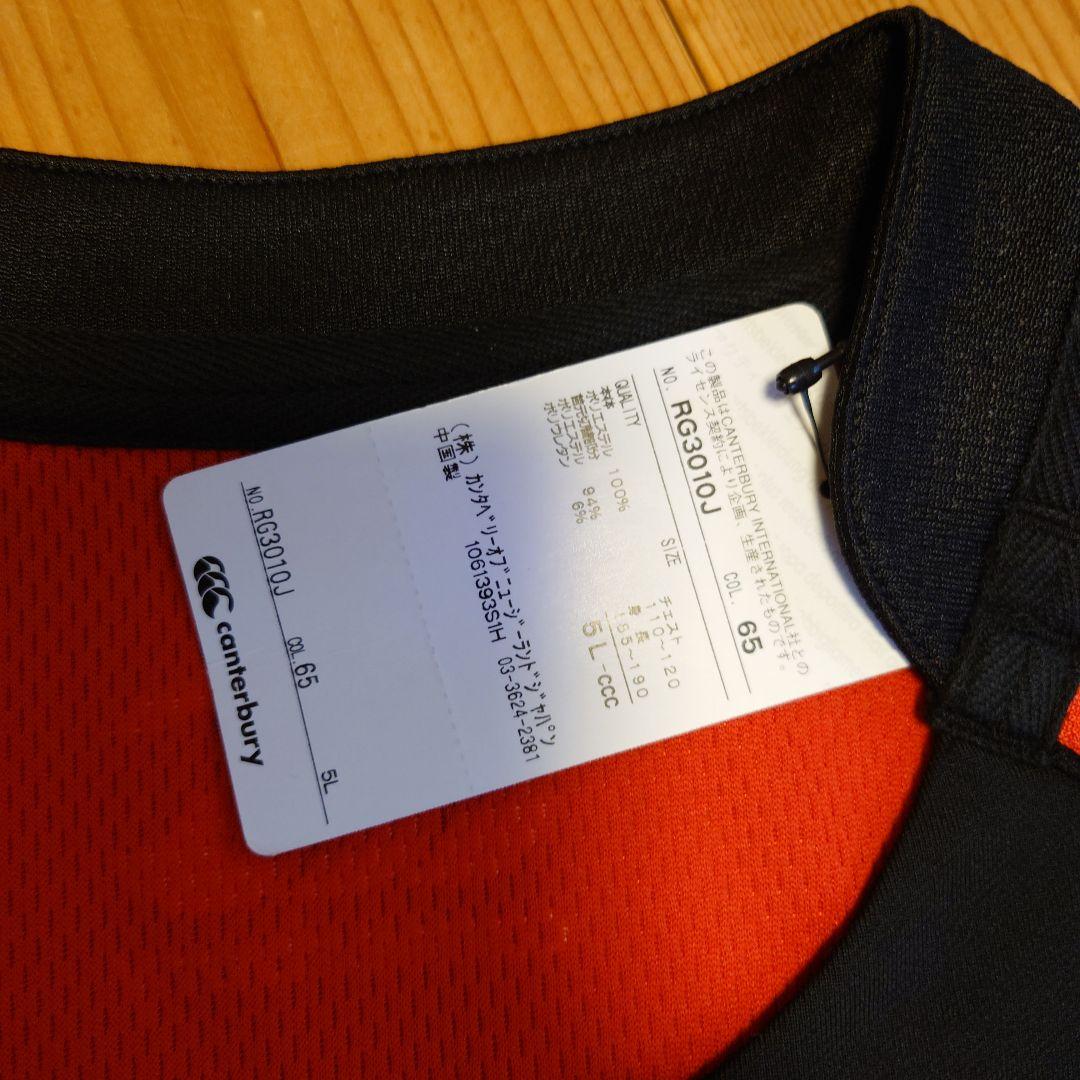 この製品はCANTERBURY INTERNATIONAL社との
ライセンス契約により企画、生産されたものです。
NO. RG3010J COL. 65
QUALITY SIZE
本体
ポリエステル 100%
ポリエステル 94%
ポリウレタン 6%
チェスト
110~120
身長
185~190
5L-CCC
(株)カンタベリーオブニュージーランドジャパン
中国製 1061393S1H 03-3624-2381
NO.RG3010J COL.65 5L
canterbury